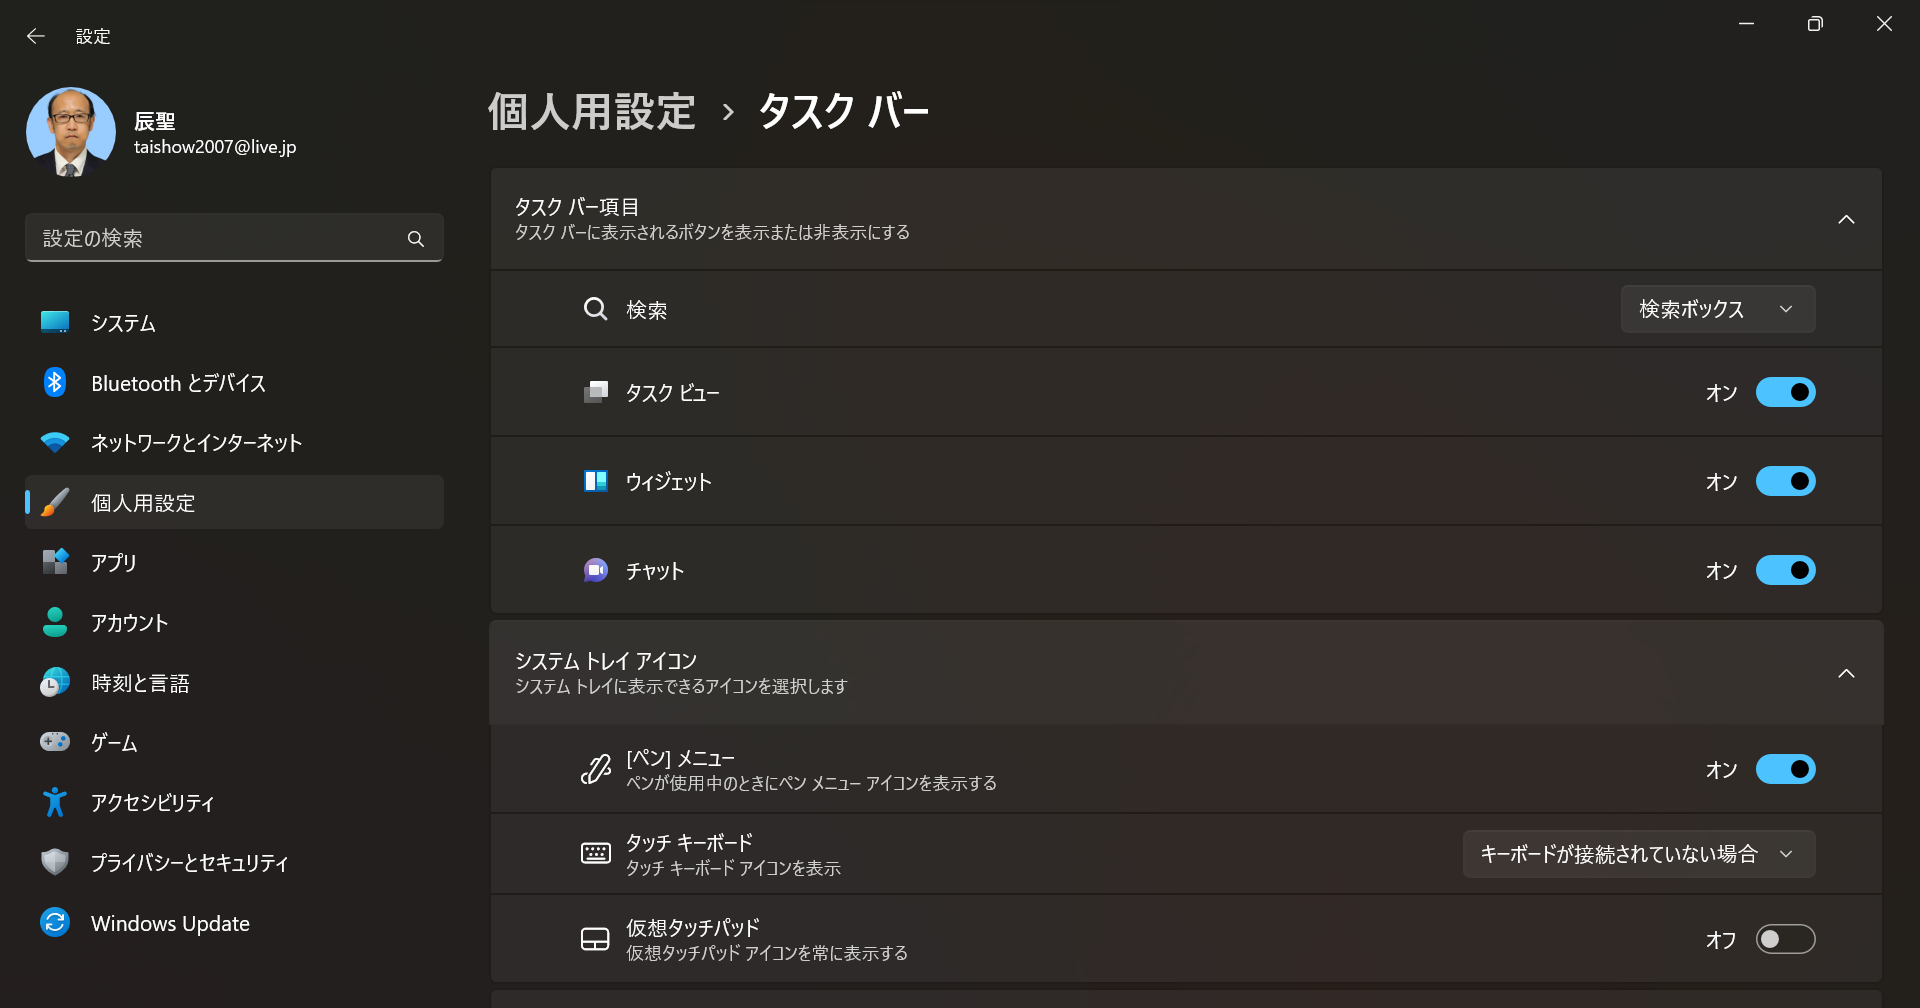 設定
辰聖
taishow2007@live.jp
設定の検索
システム
Bluetooth とデバイス
ネットワークとインターネット
個人用設定
アプリ
アカウント
時刻と言語
ゲーム
アクセシビリティ
プライバシーとセキュリティ
Windows Update
個人用設定 › タスク バー
タスク バー項目
タスク バーに表示されるボタンを表示または非表示にする
検索
検索ボックス
タスク ビュー
オン
ウィジェット
オン
チャット
オン
システム トレイ アイコン
システム トレイに表示できるアイコンを選択します
[ペン] メニュー
ペンが使用中のときにペン メニュー アイコンを表示する
オン
タッチ キーボード
タッチ キーボード アイコンを表示
キーボードが接続されていない場合
仮想タッチパッド
仮想タッチパッド アイコンを常に表示する
オフ